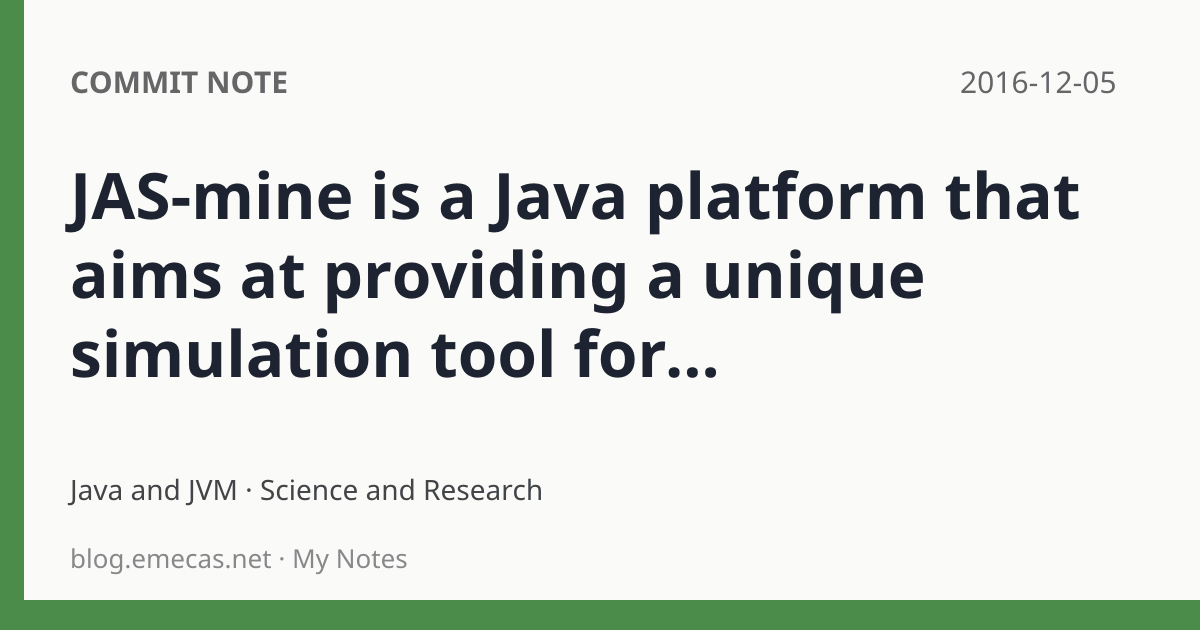 COMMIT NOTE
2016-12-05
JAS-mine is a Java platform that
aims at providing a unique
simulation tool for...
Java and JVM · Science and Research
blog.emecas.net · My Notes